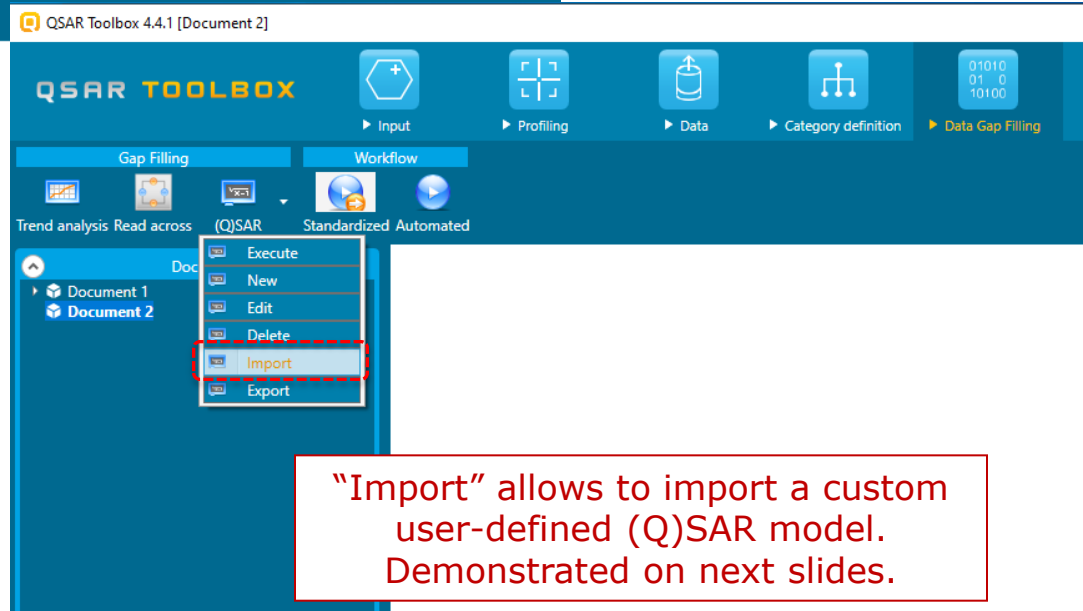 QSAR Toolbox 4.4.1 [Document 2]
QSAR TOOLBOX
Input
Profiling
Data
Category definition
01010
01 0
10100
Data Gap Filling
Gap Filling
Workflow
Trend analysis Read across (Q)SAR Standardized Automated
Doc
Document 1
Document 2
Execute
New
Edit
Delete
Import
Export
“Import” allows to import a custom
user-defined (Q)SAR model.
Demonstrated on next slides.